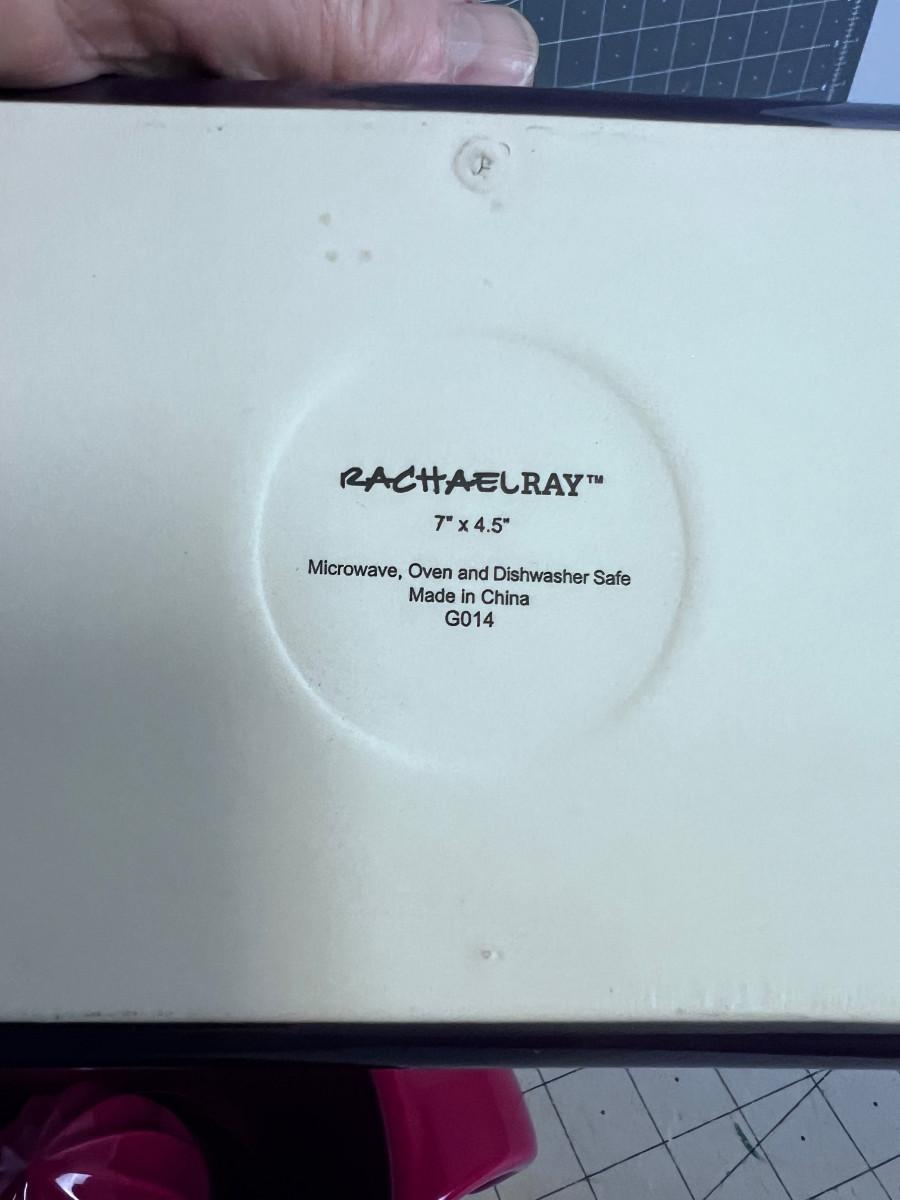 RACHAELRAY™
7" x 4.5"
Microwave, Oven and Dishwasher Safe
Made in China
G014